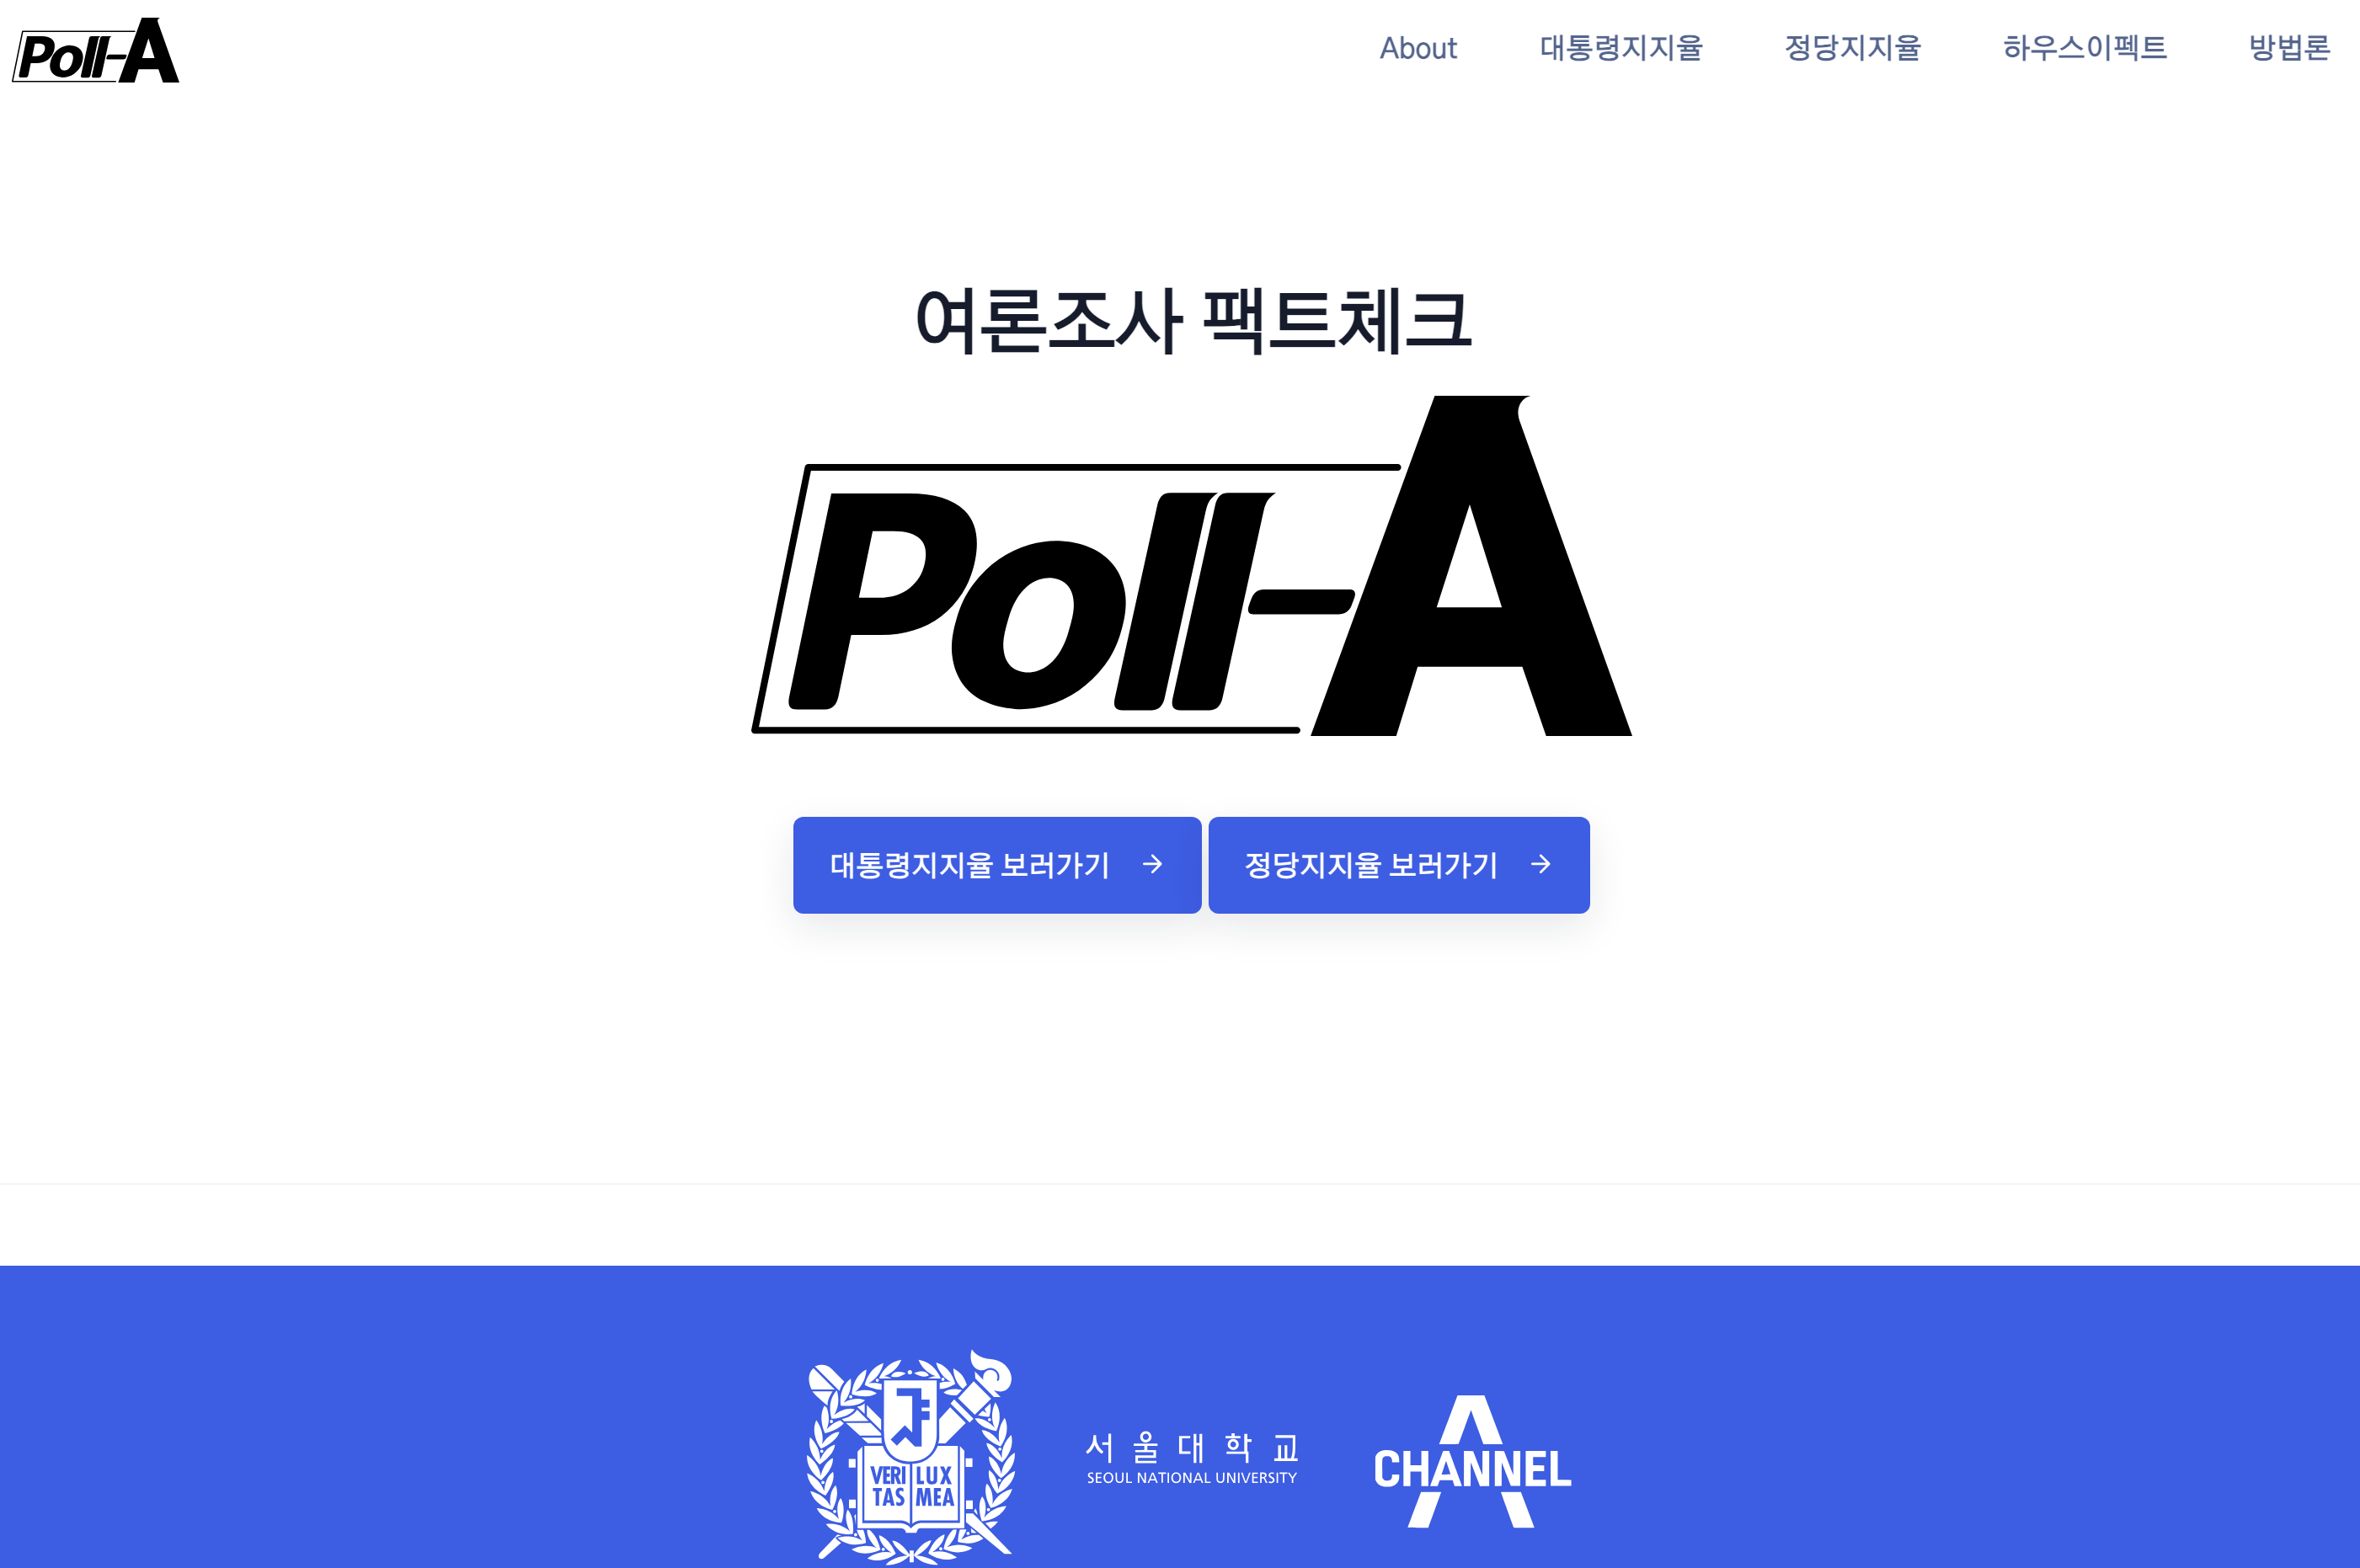 Poll-A
About 대통령지지율 정당지지율 하우스이펙트 방법론
여론조사 팩트체크
Poll-A
대통령지지율 보러가기 → 정당지지율 보러가기 →
VERI LUX
TAS MEA
서울대학교
SEOUL NATIONAL UNIVERSITY
CHANNEL A